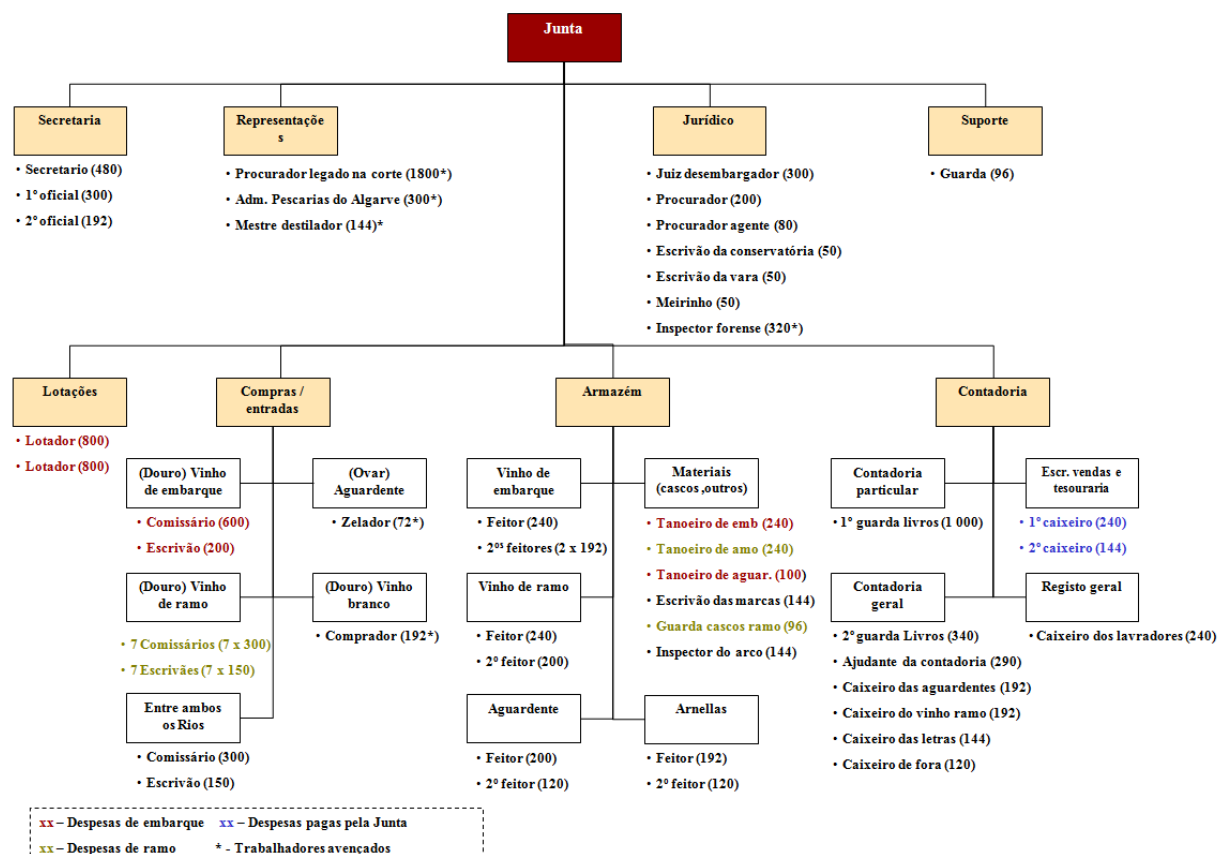 Junta
Secretaria
• Secretario (480)
• 1º oficial (300)
• 2º oficial (192)
Representaçõe
s
• Procurador legado na corte (1800*)
• Adm. Pescarias do Algarve (300*)
• Mestre destilador (144)*
Jurídico
• Juiz desembargador (300)
• Procurador (200)
• Procurador agente (80)
• Escrivão da conservatória (50)
• Escrivão da vara (50)
• Meirinho (50)
• Inspector forense (320*)
Suporte
• Guarda (96)
Lotações
• Lotador (800)
• Lotador (800)
Compras /
entradas
(Douro) Vinho
de embarque
• Comissário (600)
• Escrivão (200)
(Ovar)
Aguardente
• Zelador (72*)
(Douro) Vinho
de ramo
• 7 Comissários (7 x 300)
• 7 Escrivães (7 x 150)
(Douro) Vinho
branco
• Comprador (192*)
Entre ambos
os Rios
• Comissário (300)
• Escrivão (150)
Armazém
Vinho de
embarque
• Feitor (240)
• 2ºs feitores (2 x 192)
Materiais
(cascos ,outros)
• Tanoeiro de emb (240)
• Tanoeiro de amo (240)
• Tanoeiro de aguar. (100)
• Escrivão das marcas (144)
• Guarda cascos ramo (96)
• Inspector do arco (144)
Vinho de ramo
• Feitor (240)
• 2º feitor (200)
Aguardente
• Feitor (200)
• 2º feitor (120)
Arnellas
• Feitor (192)
• 2º feitor (120)
Contadoria
Contadoria
particular
• 1º guarda livros (1 000)
Escr. vendas e
tesouraria
• 1º caixeiro (240)
• 2º caixeiro (144)
Contadoria
geral
• 2º guarda Livros (340)
• Ajudante da contadoria (290)
• Caixeiro das aguardentes (192)
• Caixeiro do vinho ramo (192)
• Caixeiro das letras (144)
• Caixeiro de fora (120)
Registo geral
• Caixeiro dos lavradores (240)
xx – Despesas de embarque xx – Despesas pagas pela Junta
xx – Despesas de ramo * - Trabalhadores avençados